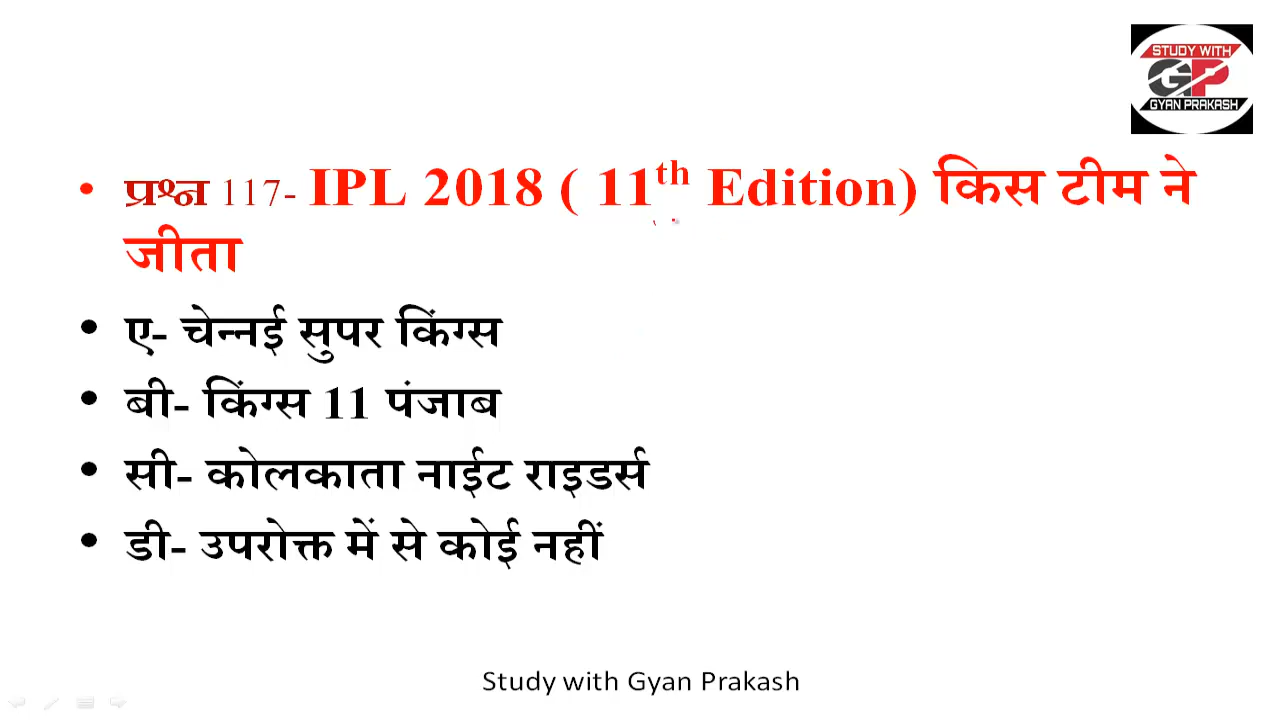 STUDY WITH
GP
GYAN PRAKASH
• प्रश्न 117- IPL 2018 ( 11th Edition) किस टीम ने
जीता
• ए- चेन्नई सुपर किंग्स
• बी- किंग्स 11 पंजाब
• सी- कोलकाता नाईट राइडर्स
• डी- उपरोक्त में से कोई नहीं
Study with Gyan Prakash